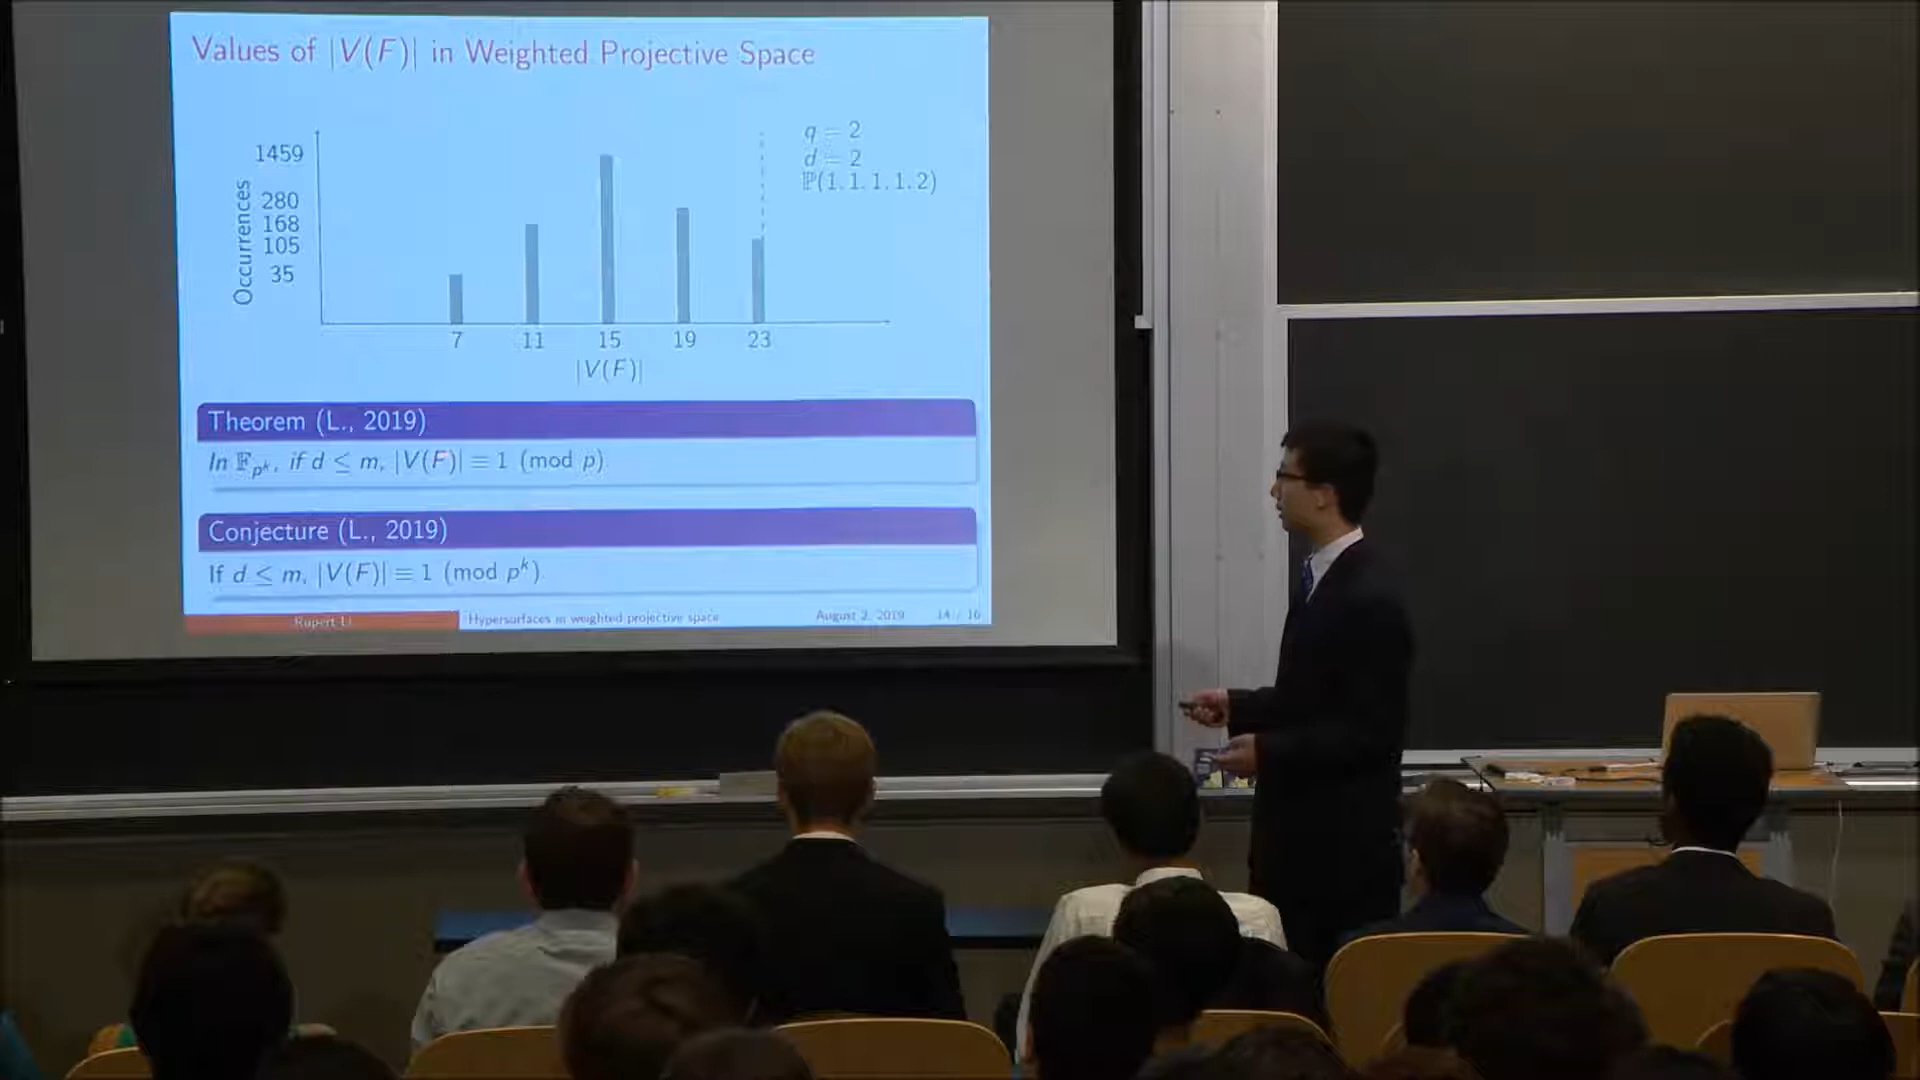 Values of |V(F)| in Weighted Projective Space
q = 2
d = 2
ℙ(1, 1, 1, 1, 2)
Occurrences
1459
280
168
105
35
7 11 15 19 23
|V(F)|
Theorem (L., 2019)
In 𝔽_{p^k}, if d ≤ m, |V(F)| ≡ 1 (mod p)
Conjecture (L., 2019)
If d ≤ m, |V(F)| ≡ 1 (mod p^k).
Rupert Li Hypersurfaces in weighted projective space August 2, 2019 14 / 16